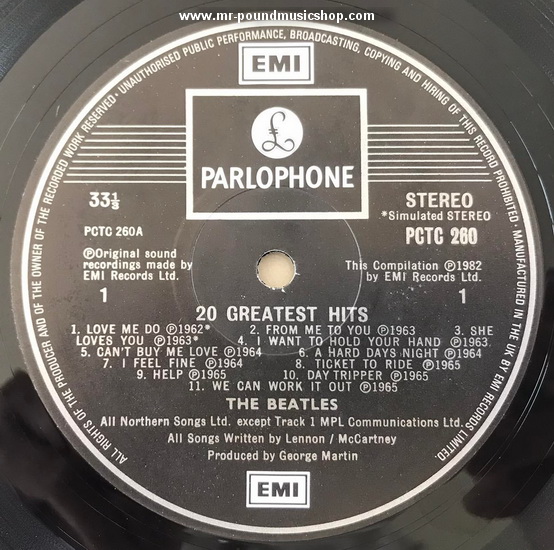 www.mr-poundmusicshop.com
UNAUTHORISED PUBLIC PERFORMANCE, BROADCASTING, COPYING AND HIRING OF THIS RECORD PROHIBITED · MANUFACTURED IN THE UK BY EMI RECORDS LIMITED.
ALL RIGHTS OF THE PRODUCER AND OF THE OWNER OF THE RECORDED WORK RESERVED ·
EMI
£
PARLOPHONE
33⅓
STEREO
*Simulated STEREO
PCTC 260A
PCTC 260
℗Original sound
recordings made by
EMI Records Ltd.
This Compilation ℗1982
by EMI Records Ltd.
1
1
20 GREATEST HITS
1. LOVE ME DO ℗1962* 2. FROM ME TO YOU ℗1963 3. SHE
LOVES YOU ℗1963* 4. I WANT TO HOLD YOUR HAND ℗1963
5. CAN'T BUY ME LOVE ℗1964 6. A HARD DAYS NIGHT ℗1964
7. I FEEL FINE ℗1964 8. TICKET TO RIDE ℗1965
9. HELP ℗1965 10. DAY TRIPPER ℗1965
11. WE CAN WORK IT OUT ℗1965
THE BEATLES
All Northern Songs Ltd. except Track 1 MPL Communications Ltd.
All Songs Written by Lennon / McCartney
Produced by George Martin
EMI